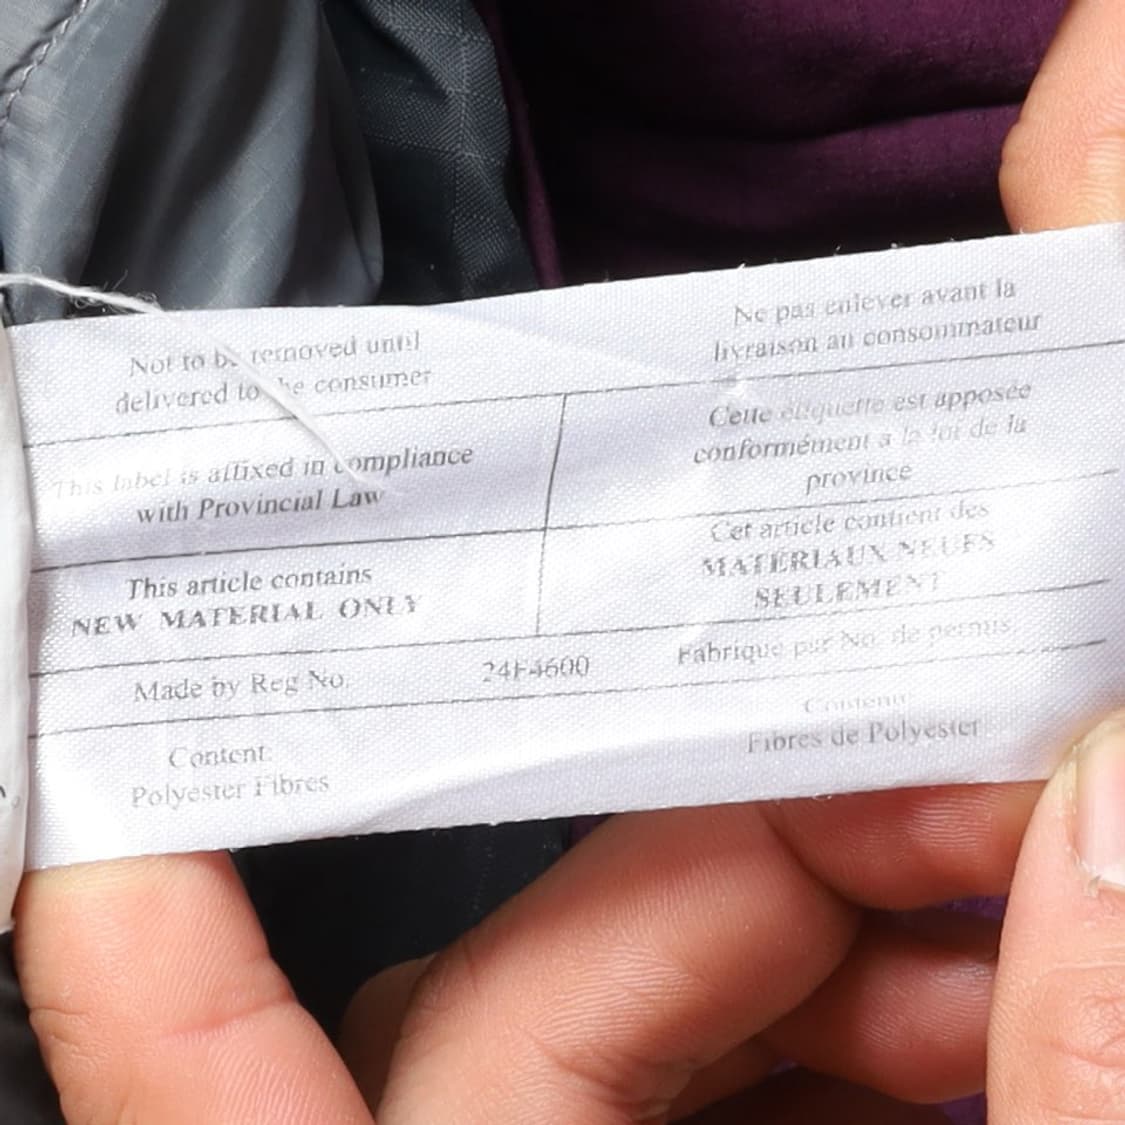 Not to be removed until
delivered to the consumer
Ne pas enlever avant la
livraison au consommateur
This label is affixed in compliance
with Provincial Law
Cette étiquette est apposée
conformément a la loi de la
province
This article contains
NEW MATERIAL ONLY
Cet article contient des
MATERIAUX NEUFS
SEULEMENT
Made by Reg No.
24F4600
Fabrique par No. de permis.
Content:
Polyester Fibres
Contenu
Fibres de Polyester